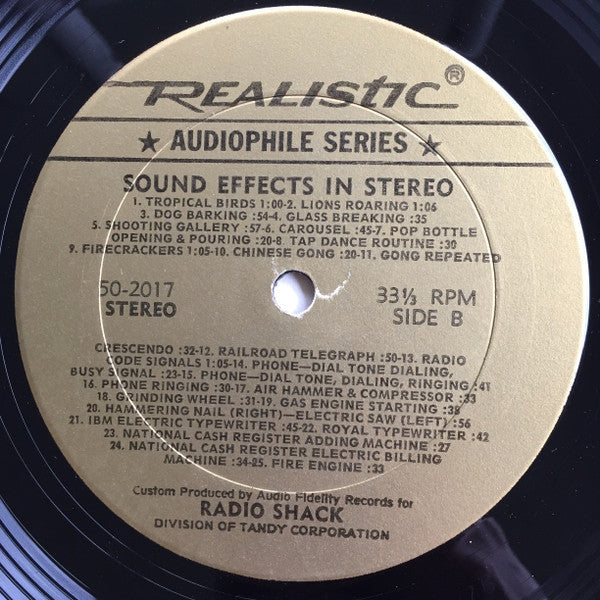 REALISTIC®
★ AUDIOPHILE SERIES ★
SOUND EFFECTS IN STEREO
1. TROPICAL BIRDS 1:00-2. LIONS ROARING 1:06
3. DOG BARKING :54-4. GLASS BREAKING :35
5. SHOOTING GALLERY :57-6. CAROUSEL :45-7. POP BOTTLE
OPENING & POURING :20-8. TAP DANCE ROUTINE :30
9. FIRECRACKERS 1:05-10. CHINESE GONG :20-11. GONG REPEATED
50-2017
STEREO
33⅓ RPM
SIDE B
CRESCENDO :32-12. RAILROAD TELEGRAPH :50-13. RADIO
CODE SIGNALS 1:05-14. PHONE—DIAL TONE DIALING,
BUSY SIGNAL :23-15. PHONE—DIAL TONE, DIALING, RINGING :41
16. PHONE RINGING :30-17. AIR HAMMER & COMPRESSOR :33
18. GRINDING WHEEL :31-19. GAS ENGINE STARTING :38
20. HAMMERING NAIL (RIGHT)—ELECTRIC SAW (LEFT) :56
21. IBM ELECTRIC TYPEWRITER :45-22. ROYAL TYPEWRITER :42
23. NATIONAL CASH REGISTER ADDING MACHINE :27
24. NATIONAL CASH REGISTER ELECTRIC BILLING
MACHINE :34-25. FIRE ENGINE :33
Custom Produced by Audio Fidelity Records for
RADIO SHACK
DIVISION OF TANDY CORPORATION